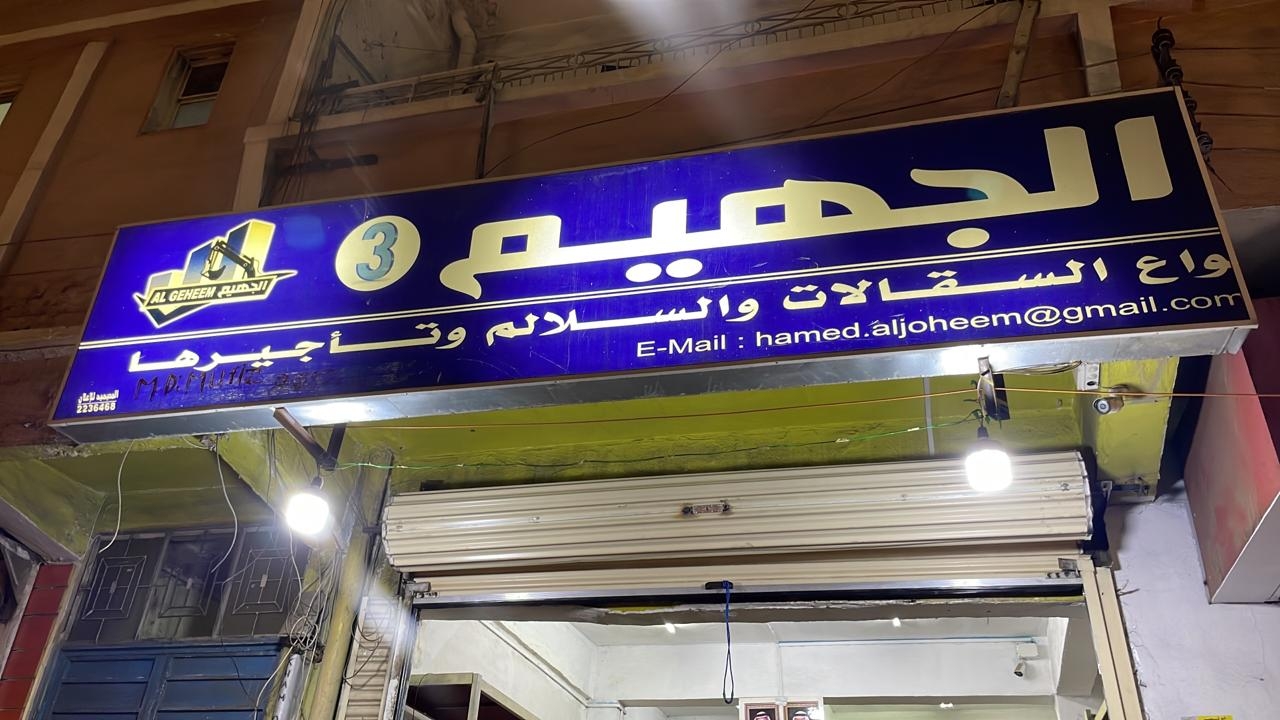 الجهيم
3
AL GEHEEM الجهيم
واع السقالات والسلالم وتأجيرها
E-Mail : hamed.aljoheem@gmail.com
2236468